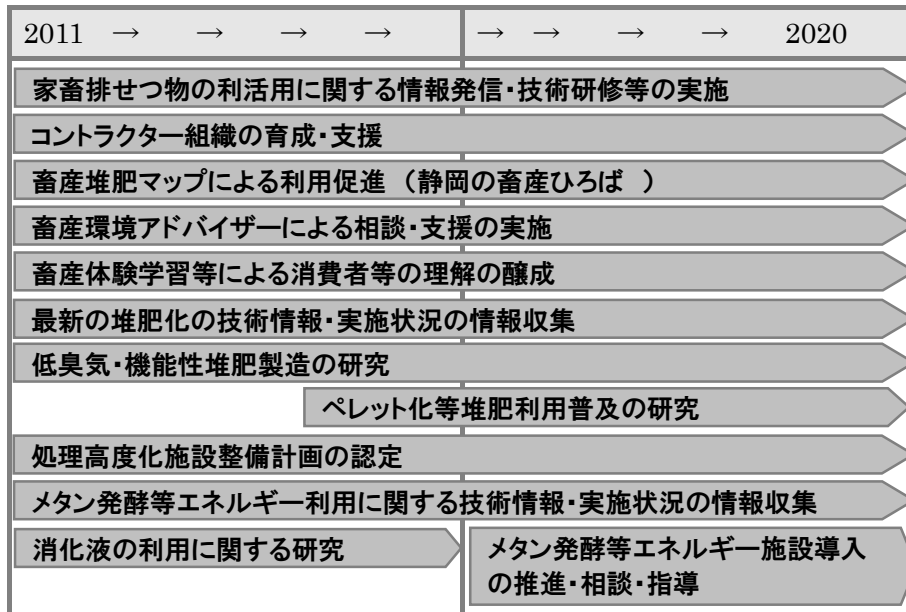 2011 → → → → → → → → 2020
家畜排せつ物の利活用に関する情報発信・技術研修等の実施
コントラクター組織の育成・支援
畜産堆肥マップによる利用促進 （静岡の畜産ひろば ）
畜産環境アドバイザーによる相談・支援の実施
畜産体験学習等による消費者等の理解の醸成
最新の堆肥化の技術情報・実施状況の情報収集
低臭気・機能性堆肥製造の研究
ペレット化等堆肥利用普及の研究
処理高度化施設整備計画の認定
メタン発酵等エネルギー利用に関する技術情報・実施状況の情報収集
消化液の利用に関する研究
メタン発酵等エネルギー施設導入
の推進・相談・指導